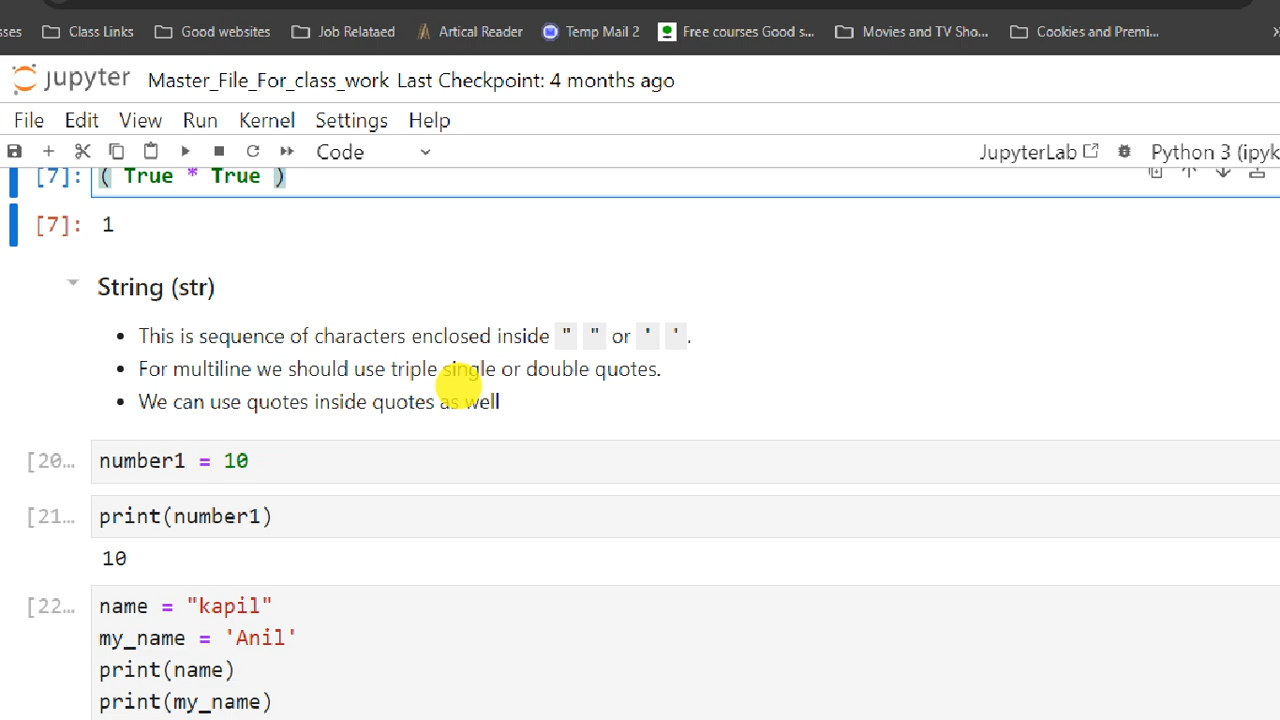 sses Class Links Good websites Job Relataed Artical Reader Temp Mail 2 Free courses Good s... Movies and TV Sho... Cookies and Premi...
jupyter Master_File_For_class_work Last Checkpoint: 4 months ago
File Edit View Run Kernel Settings Help
Code JupyterLab Python 3 (ipyk
[7]: ( True * True )
[7]: 1
String (str)
• This is sequence of characters enclosed inside " " or ' '.
• For multiline we should use triple single or double quotes.
• We can use quotes inside quotes as well
[20... number1 = 10
[21... print(number1)
10
[22... name = "kapil"
my_name = 'Anil'
print(name)
print(my_name)